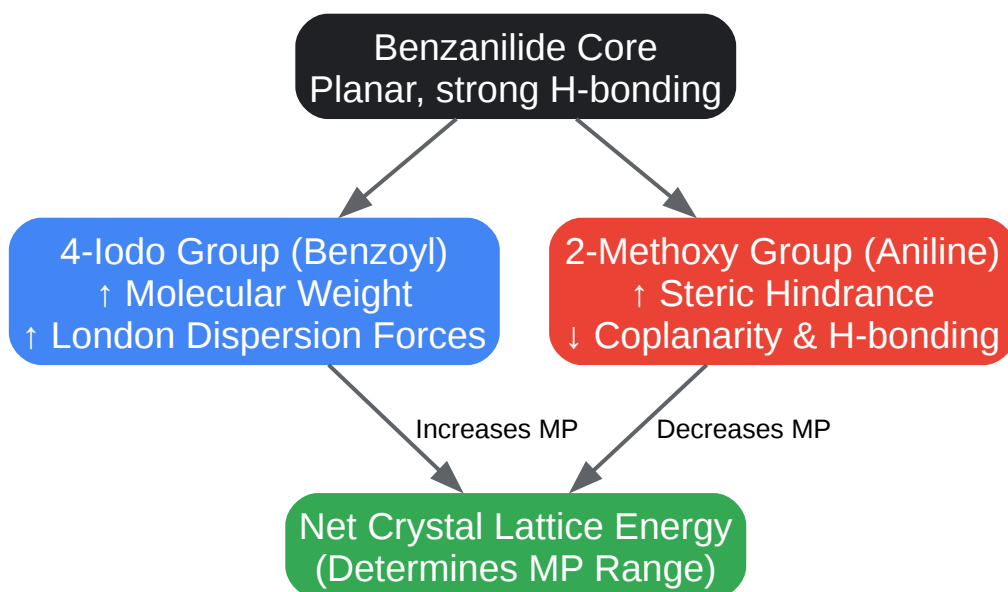 Benzanilide Core
Planar, strong H-bonding
4-Iodo Group (Benzoyl)
↑ Molecular Weight
↑ London Dispersion Forces
2-Methoxy Group (Aniline)
↑ Steric Hindrance
↓ Coplanarity & H-bonding
Increases MP
Decreases MP
Net Crystal Lattice Energy
(Determines MP Range)